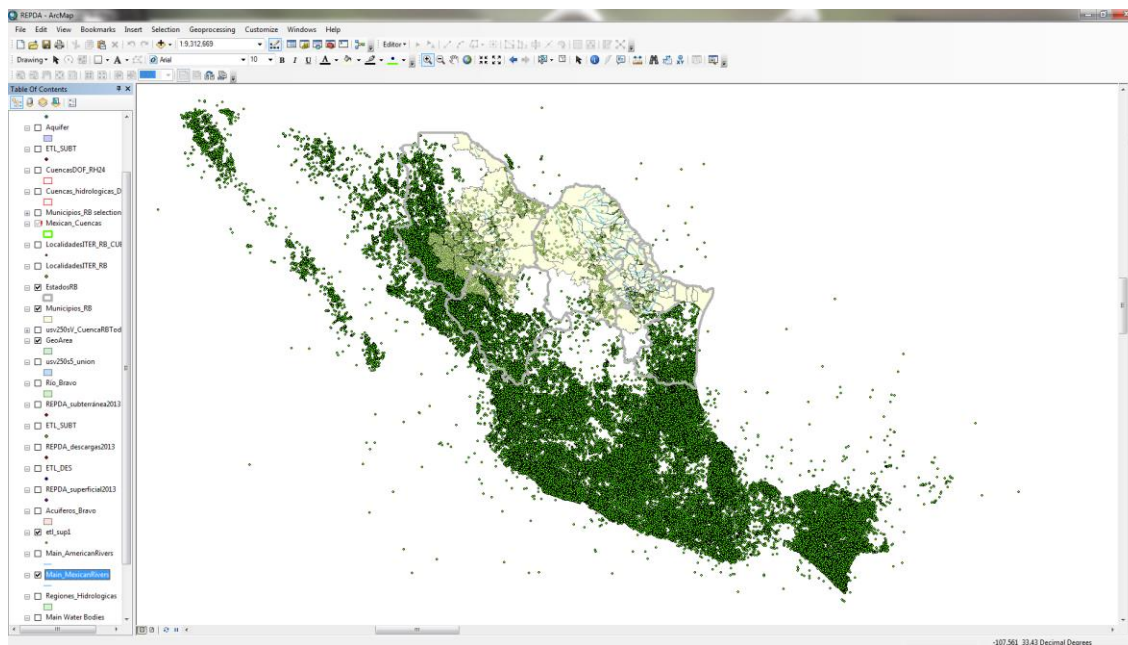 REPDA - ArcMap
File Edit View Bookmarks Insert Selection Geoprocessing Customize Windows Help
1:9,312,669 Editor
Drawing A Arial 10 B I U A
Table Of Contents
Aquifer
ETL_SUBT
CuencasDOF_RH24
Cuencas_hidrologicas_D
Municipios_RB selection
Mexican_Cuencas
LocalidadesITER_RB_CUE
LocalidadesITER_RB
EstadosRB
Municipios_RB
usv250sV_CuencaRBTod
GeoArea
usv250s5_union
Rio_Bravo
REPDA_subterránea2013
ETL_SUBT
REPDA_descargas2013
ETL_DES
REPDA_superficial2013
Acuiferos_Bravo
etl_sup1
Main_AmericanRivers
Main_MexicanRivers
Regiones_Hidrologicas
Main Water Bodies
-107.561 33.43 Decimal Degrees